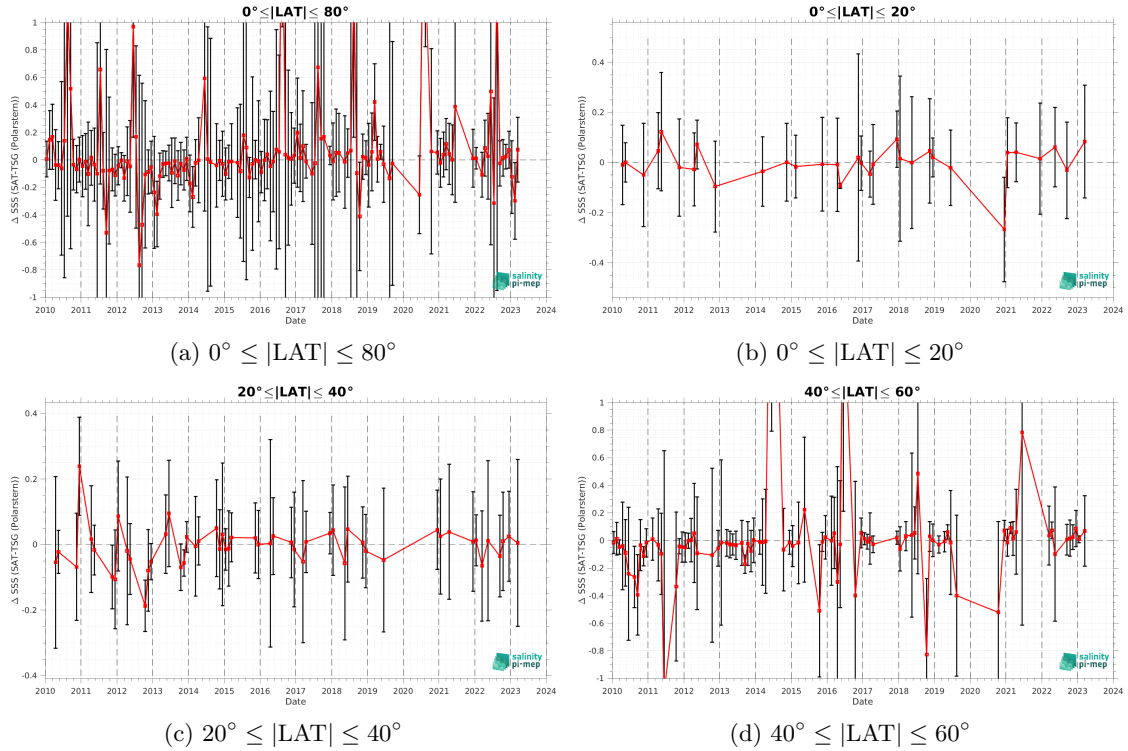 0°≤|LAT|≤ 80°
Δ SSS (SAT-TSG (Polarstern))
1
0.8
0.6
0.4
0.2
0
-0.2
-0.4
-0.6
-0.8
-1
2010 2011 2012 2013 2014 2015 2016 2017 2018 2019 2020 2021 2022 2023 2024
Date
salinity
pi-mep
(a) 0° ≤ |LAT| ≤ 80°
0°≤|LAT|≤ 20°
Δ SSS (SAT-TSG (Polarstern))
0.4
0.2
0
-0.2
-0.4
2010 2011 2012 2013 2014 2015 2016 2017 2018 2019 2020 2021 2022 2023 2024
Date
salinity
pi-mep
(b) 0° ≤ |LAT| ≤ 20°
20°≤|LAT|≤ 40°
Δ SSS (SAT-TSG (Polarstern))
0.4
0.2
0
-0.2
-0.4
2010 2011 2012 2013 2014 2015 2016 2017 2018 2019 2020 2021 2022 2023 2024
Date
salinity
pi-mep
(c) 20° ≤ |LAT| ≤ 40°
40°≤|LAT|≤ 60°
Δ SSS (SAT-TSG (Polarstern))
1
0.8
0.6
0.4
0.2
0
-0.2
-0.4
-0.6
-0.8
-1
2010 2011 2012 2013 2014 2015 2016 2017 2018 2019 2020 2021 2022 2023 2024
Date
salinity
pi-mep
(d) 40° ≤ |LAT| ≤ 60°